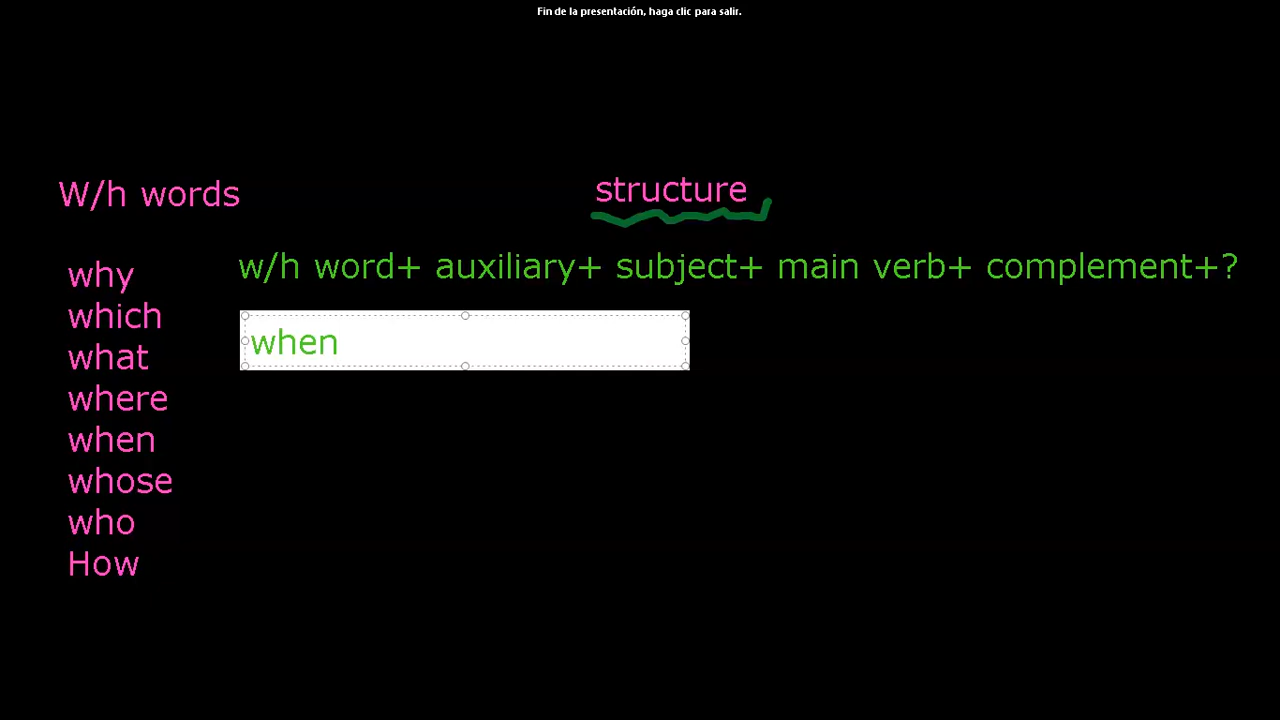 Fin de la presentación, haga clic para salir.
W/h words
structure
w/h word+ auxiliary+ subject+ main verb+ complement+?
when
why
which
what
where
when
whose
who
How